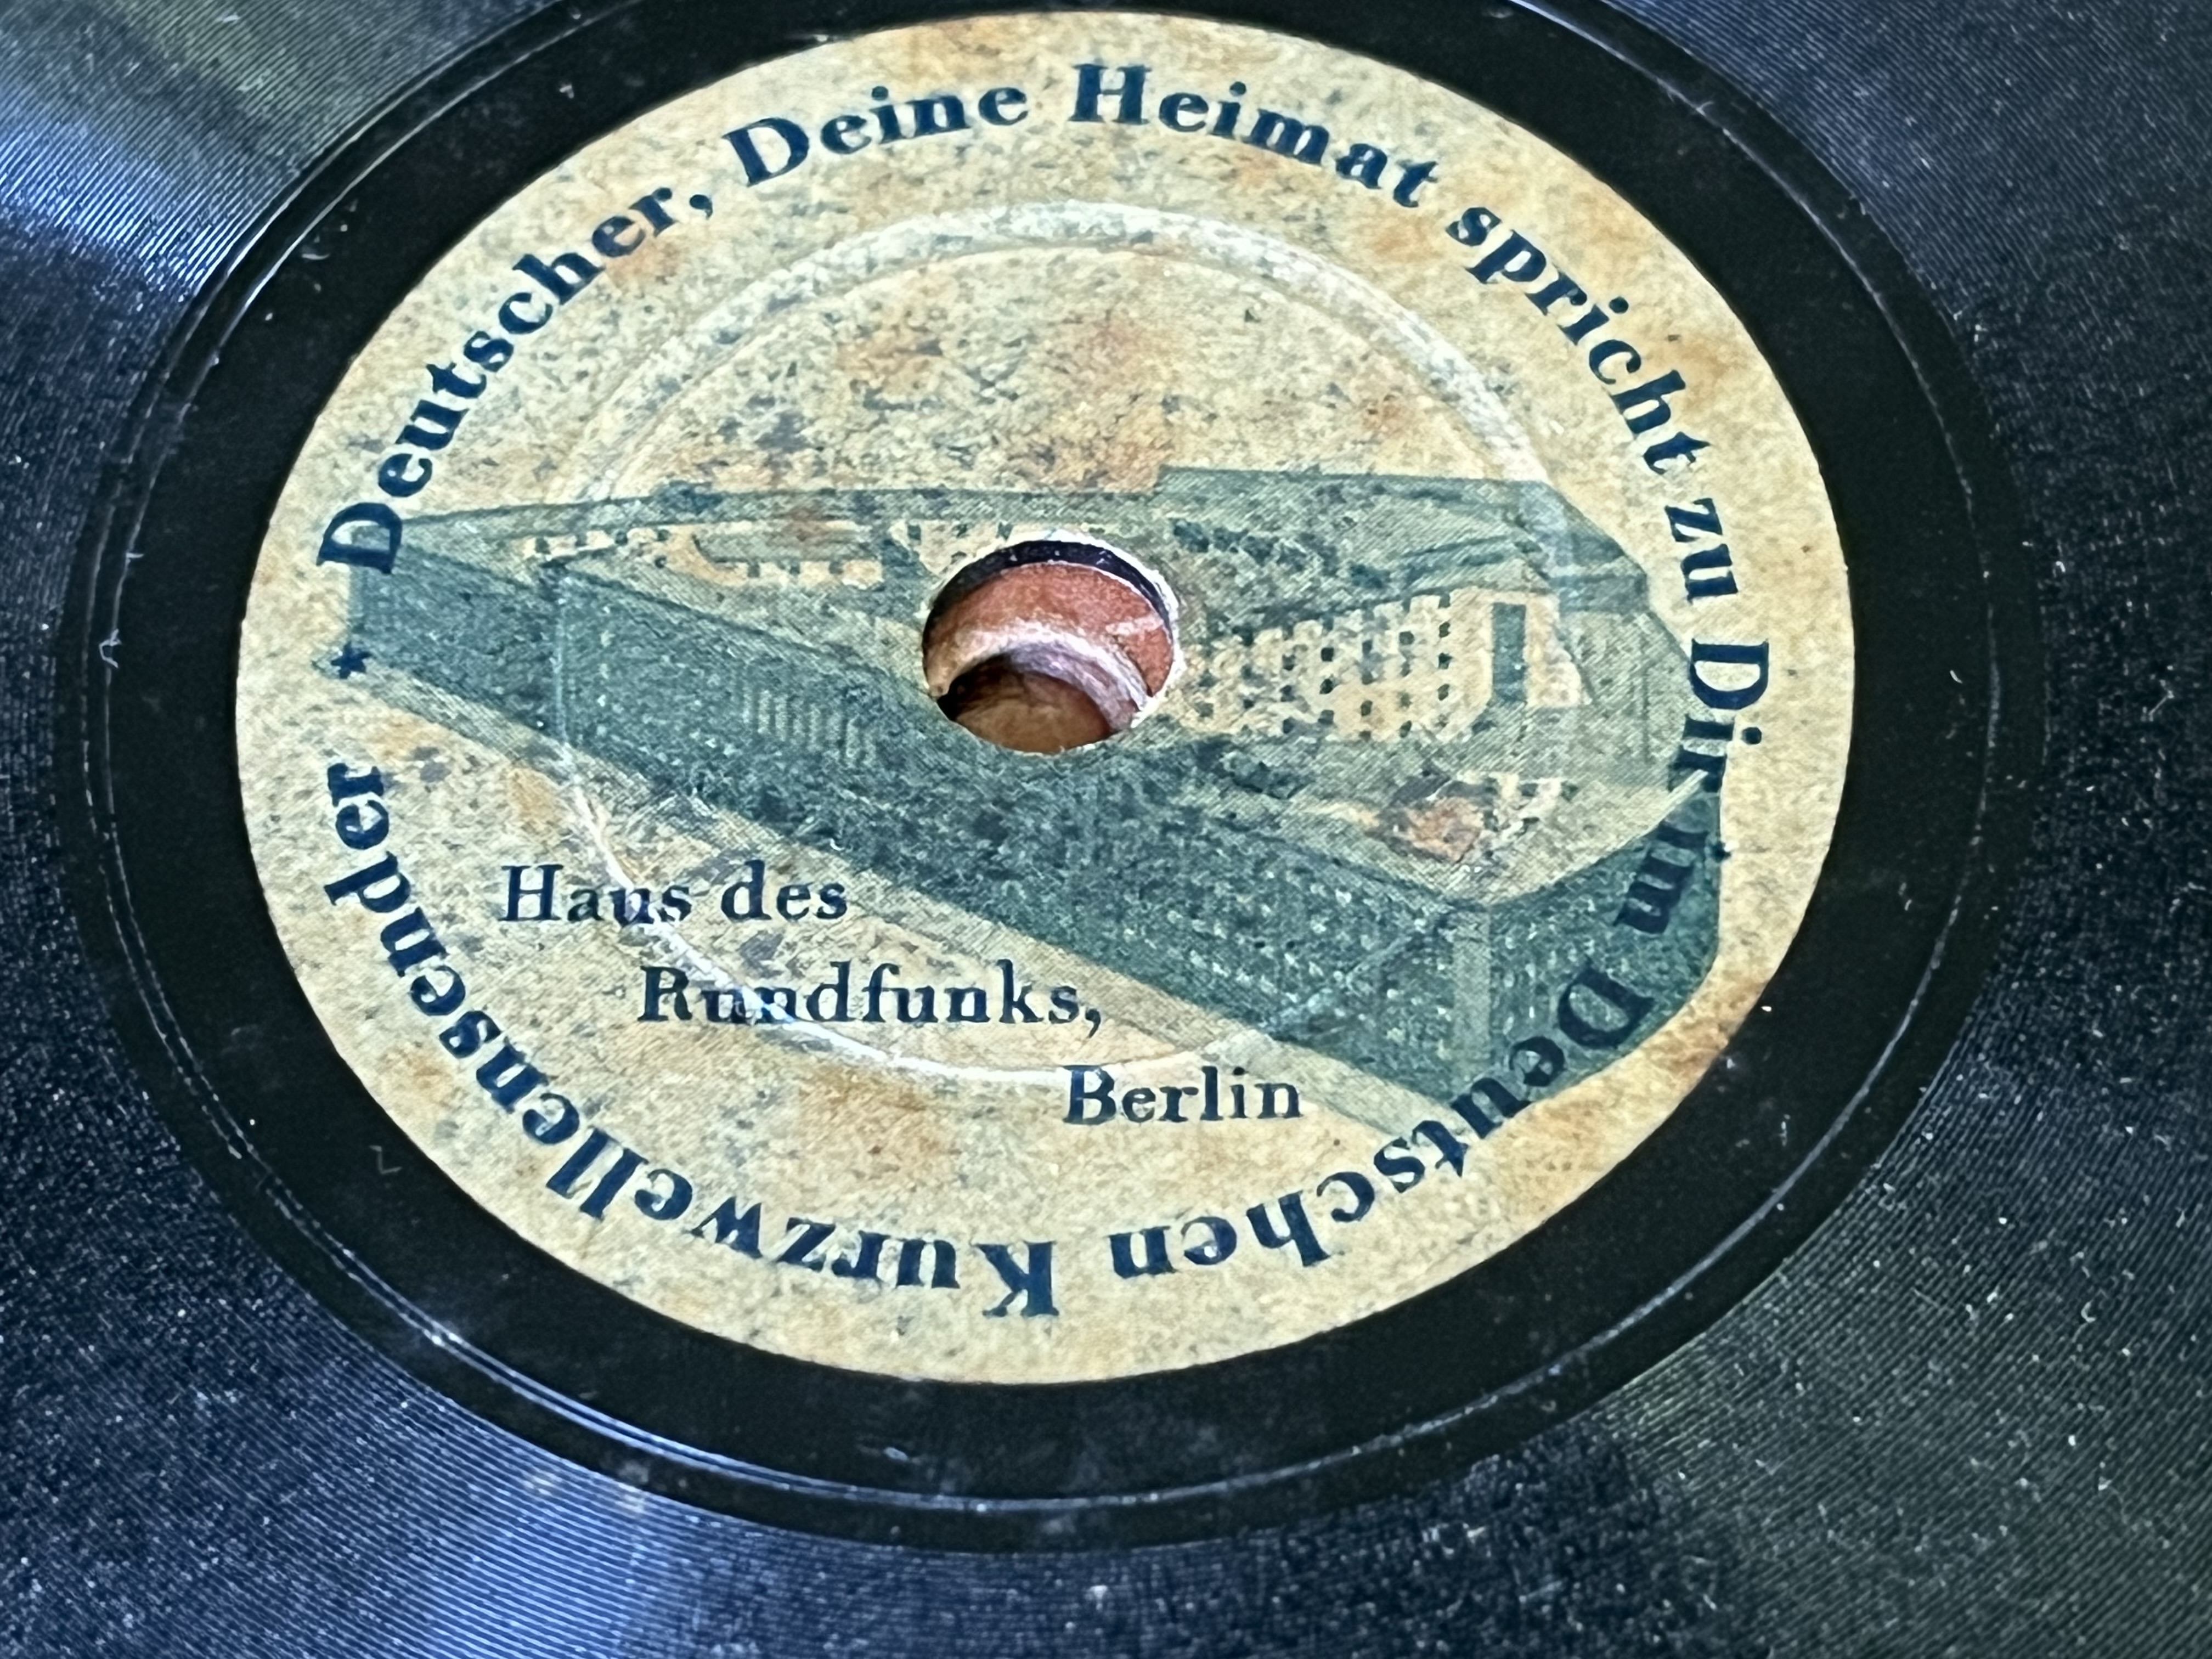 Deutscher, Deine Heimat spricht zu Dir im Deutschen Kurzwellensender *
Haus des
Rundfunks,
Berlin